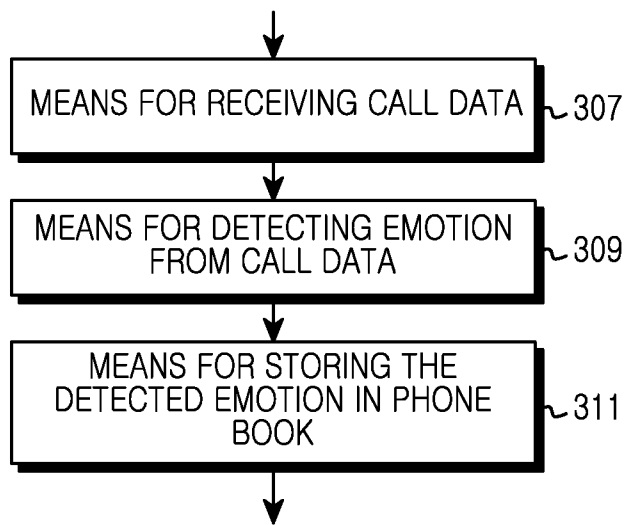 MEANS FOR RECEIVING CALL DATA
307
MEANS FOR DETECTING EMOTION
FROM CALL DATA
309
MEANS FOR STORING THE
DETECTED EMOTION IN PHONE
BOOK
311